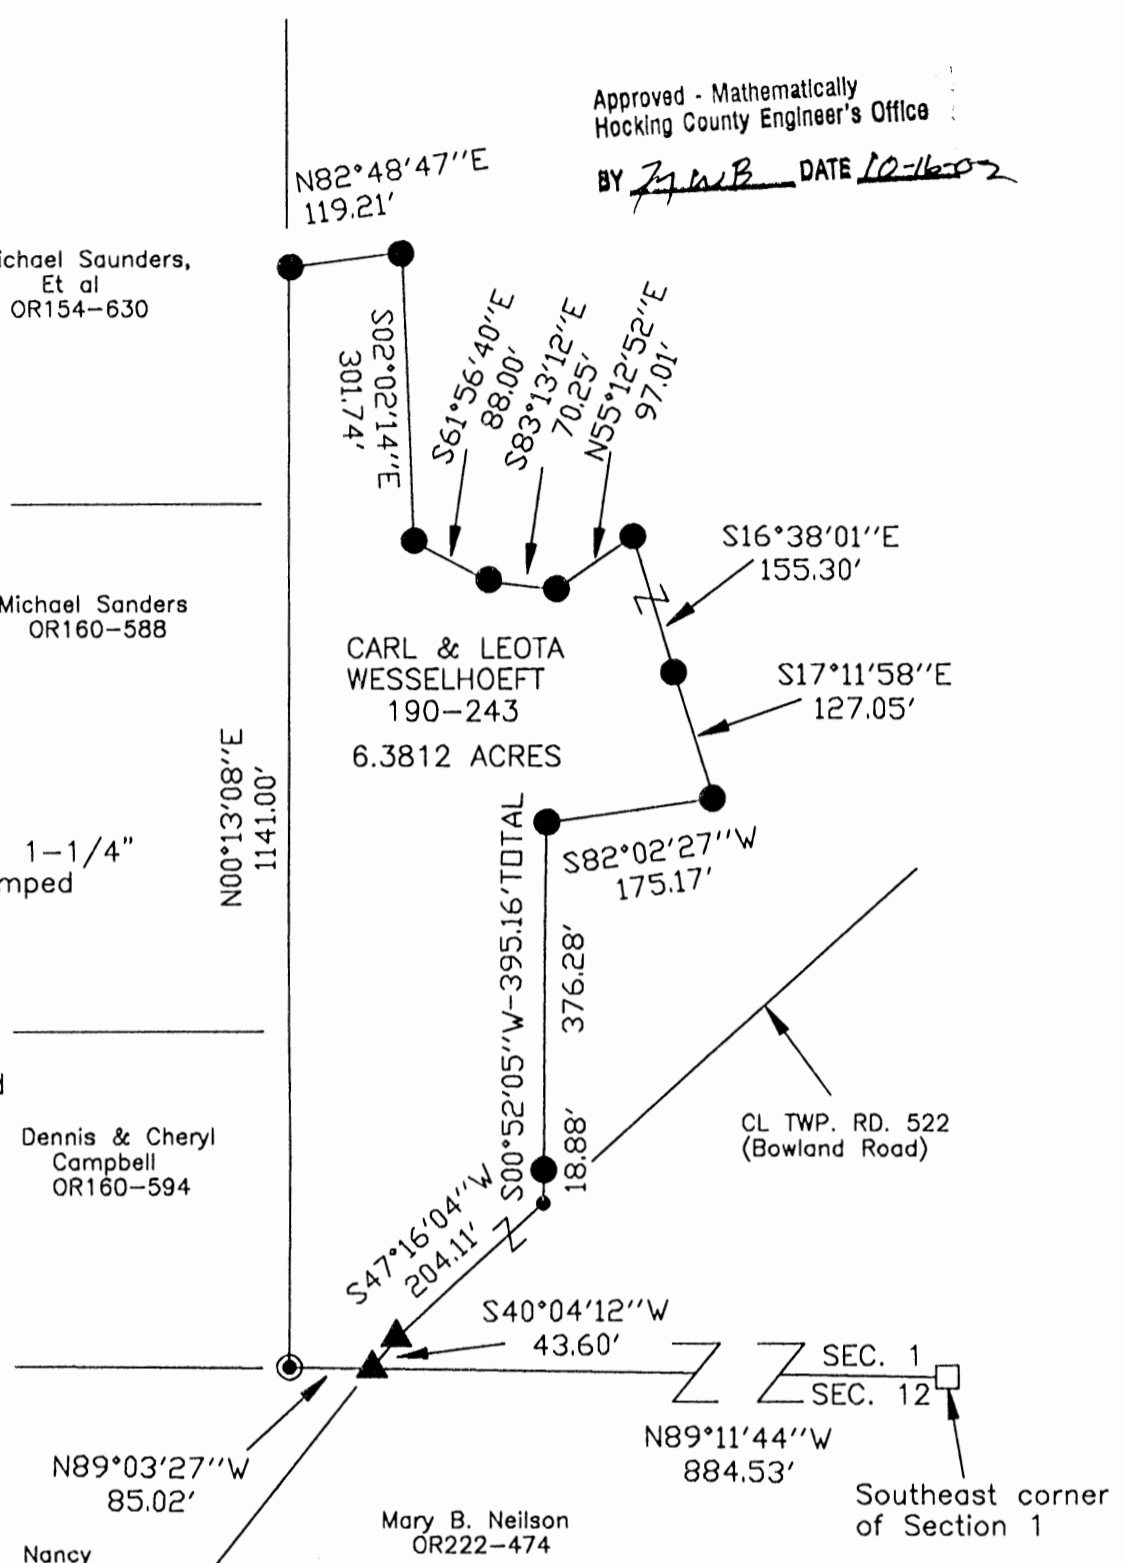 Approved - Mathematically
Hocking County Engineer's Office
BY DATE 10-16-02
N82°48'47''E
119.21'
ichael Saunders,
Et al
OR154-630
S02°02'14''E
301.74'
S61°56'40''E
88.00'
S83°13'12''E
70.25'
N55°12'52''E
97.01'
S16°38'01''E
155.30'
Michael Sanders
OR160-588
CARL & LEOTA
WESSELHOEFT
190-243
6.3812 ACRES
S17°11'58''E
127.05'
N00°13'08''E
1141.00'
1-1/4"
mped
S82°02'27''W
175.17'
S00°52'05''W-395.16'TOTAL
376.28'
18.88'
CL TWP. RD. 522
(Bowland Road)
Dennis & Cheryl
Campbell
OR160-594
S47°16'04''W
204.11'
S40°04'12''W
43.60'
SEC. 1
SEC. 12
N89°11'44''W
884.53'
N89°03'27''W
85.02'
Southeast corner
of Section 1
Mary B. Neilson
OR222-474
Nancy